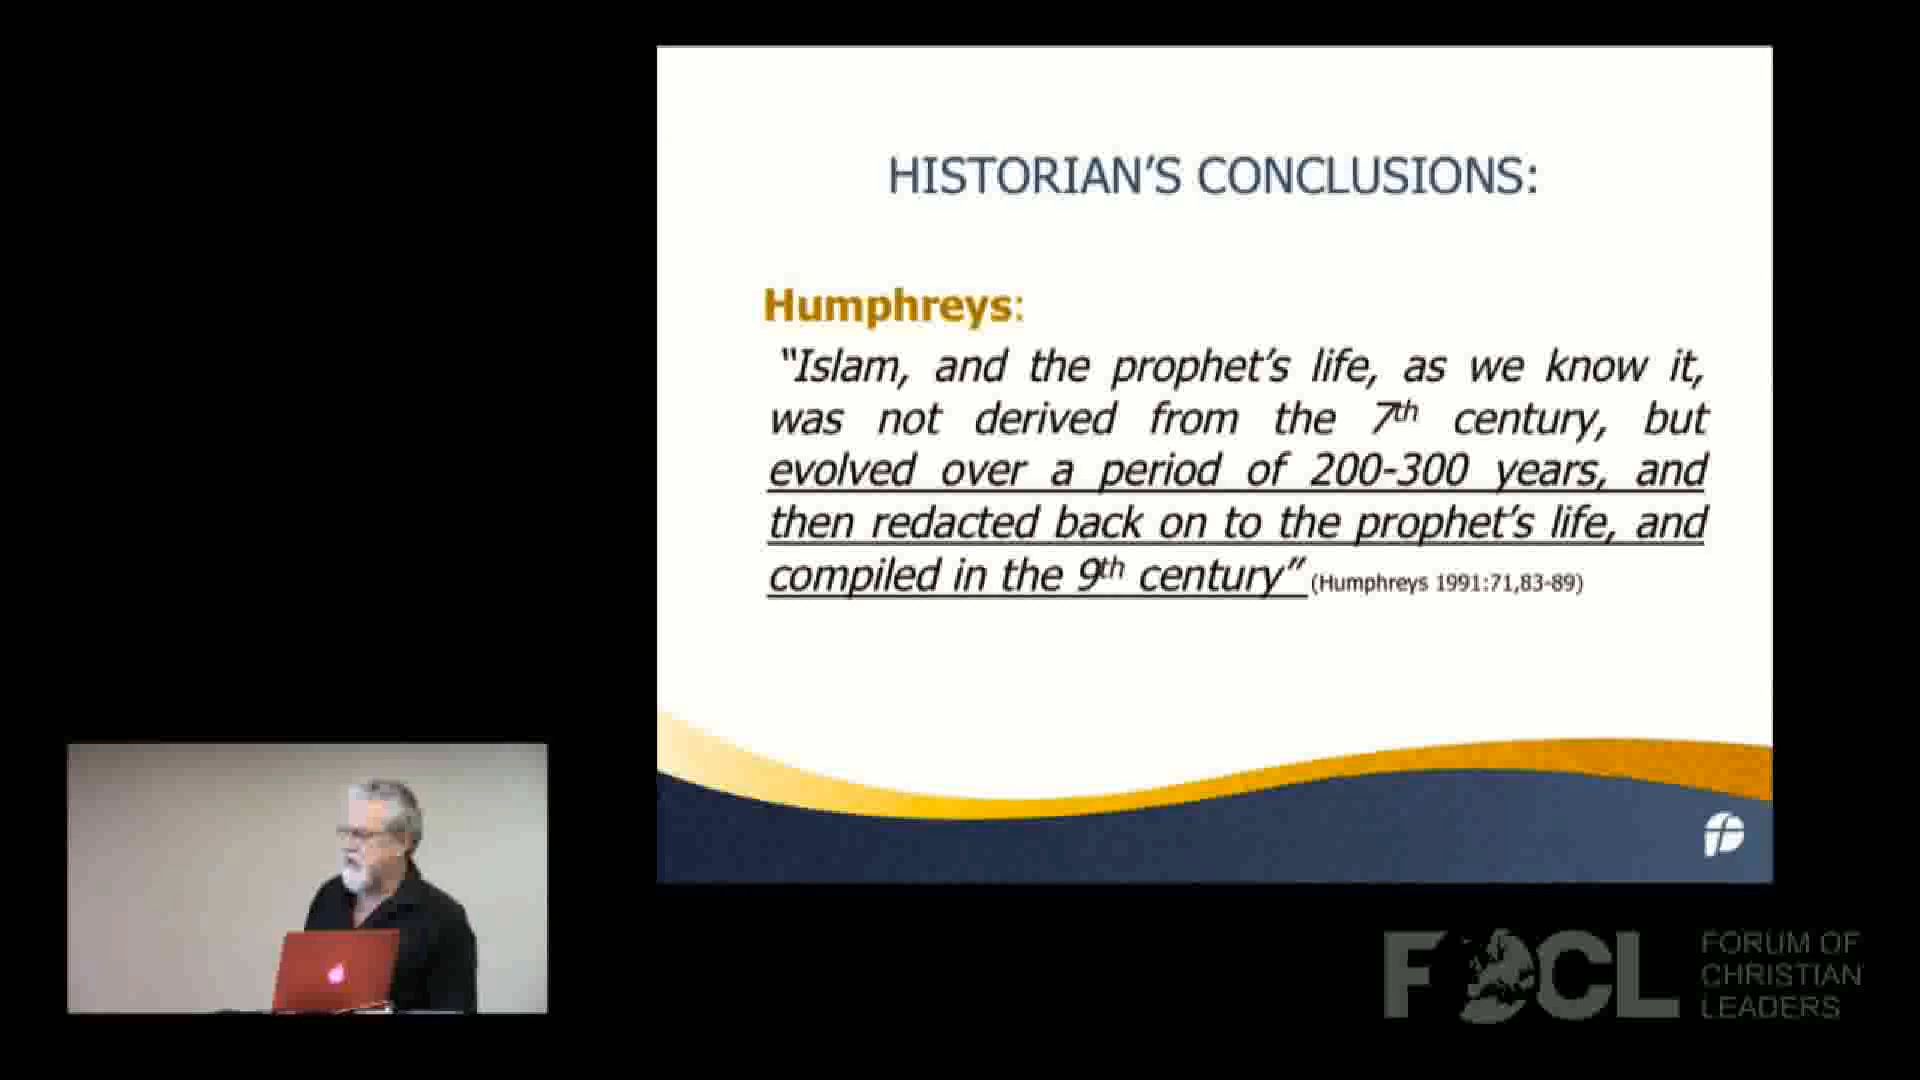 HISTORIAN’S CONCLUSIONS:
Humphreys:
“Islam, and the prophet’s life, as we know it,
was not derived from the 7th century, but
evolved over a period of 200-300 years, and
then redacted back on to the prophet’s life, and
compiled in the 9th century” (Humphreys 1991:71,83-89)
FOCL
FORUM OF
CHRISTIAN
LEADERS